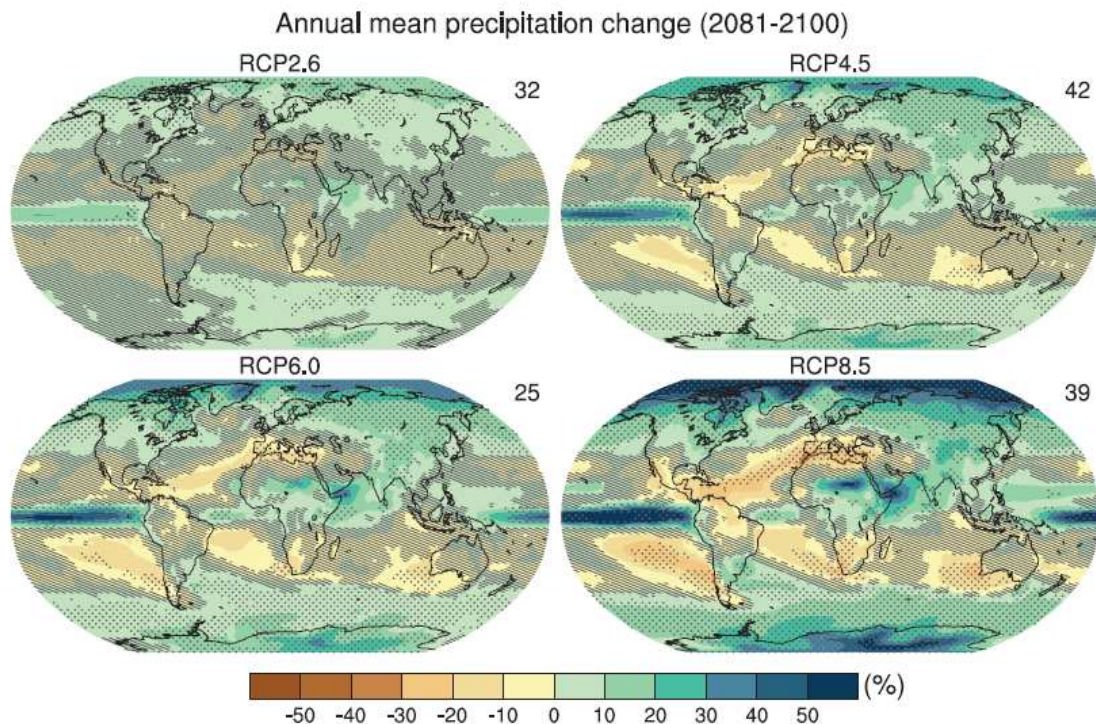 Annual mean precipitation change (2081-2100)
RCP2.6
32
RCP4.5
42
RCP6.0
25
RCP8.5
39
(%)
-50 -40 -30 -20 -10 0 10 20 30 40 50